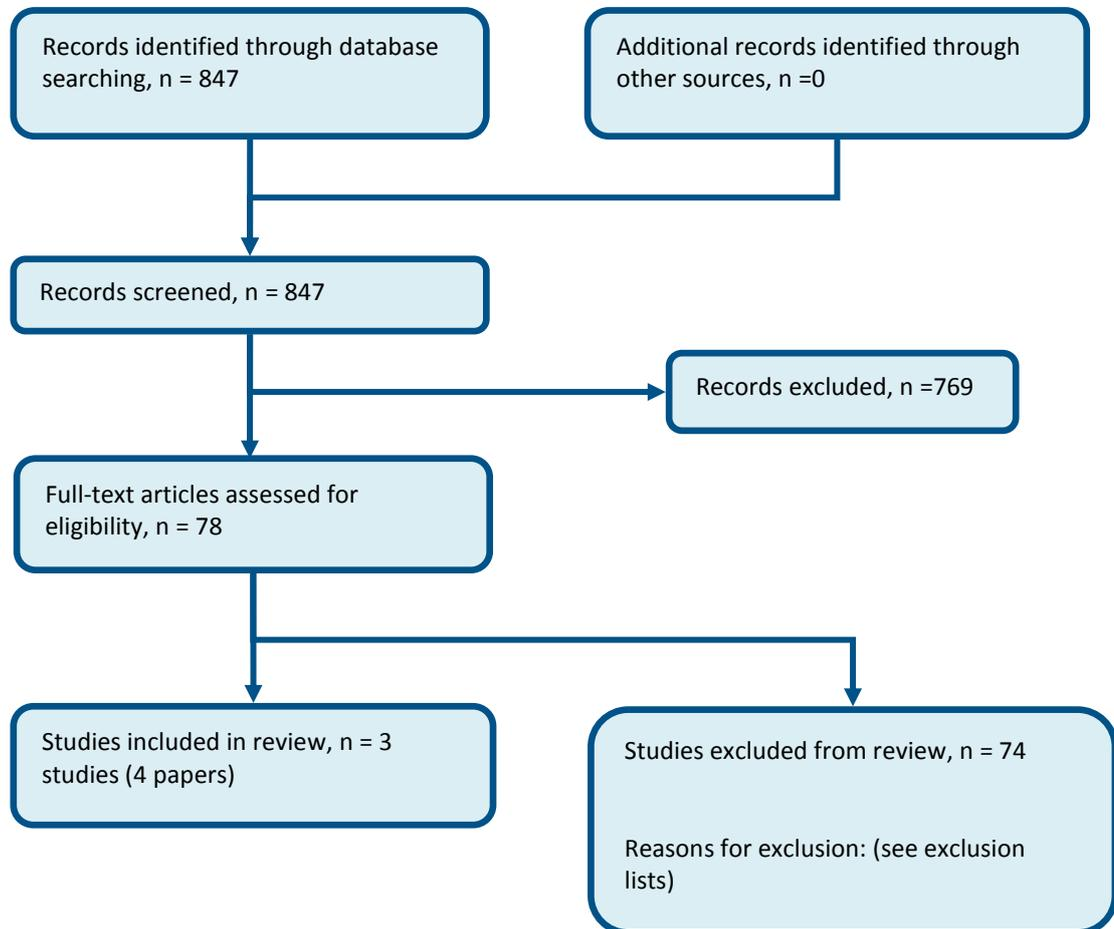 Records identified through database
searching, n = 847
Additional records identified through
other sources, n =0
Records screened, n = 847
Records excluded, n =769
Full-text articles assessed for
eligibility, n = 78
Studies included in review, n = 3
studies (4 papers)
Studies excluded from review, n = 74
Reasons for exclusion: (see exclusion
lists)